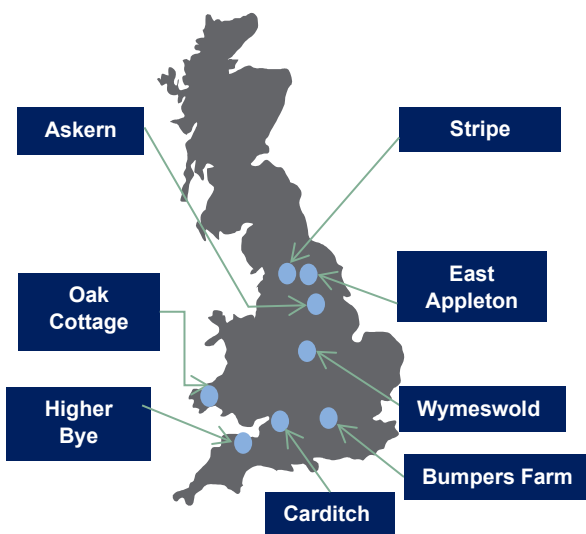 Askern
Stripe
East
Appleton
Oak
Cottage
Higher
Bye
Wymeswold
Bumpers Farm
Carditch